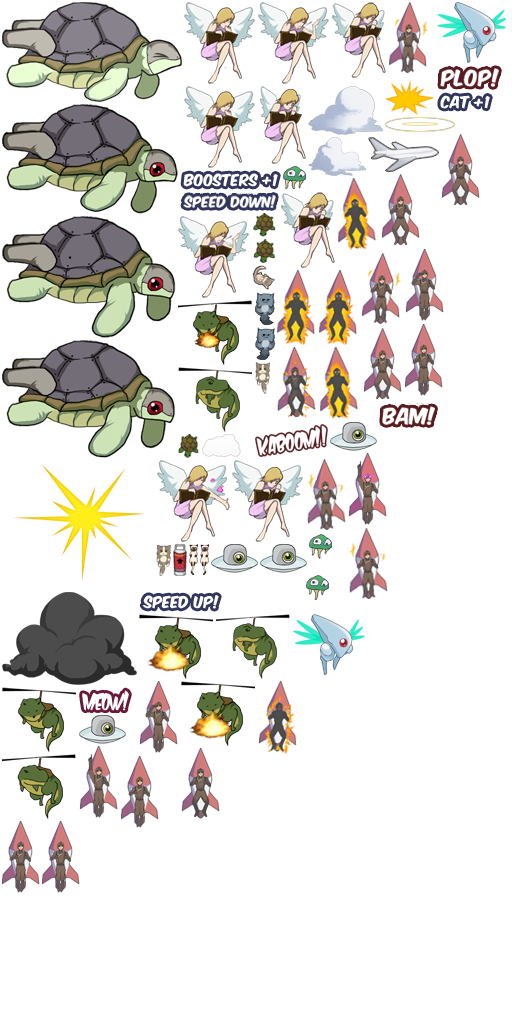 PLOP!
CAT +1
BOOSTERS +1
SPEED DOWN!
BAM!
KABOOM!!
SPEED UP!
MEOW!